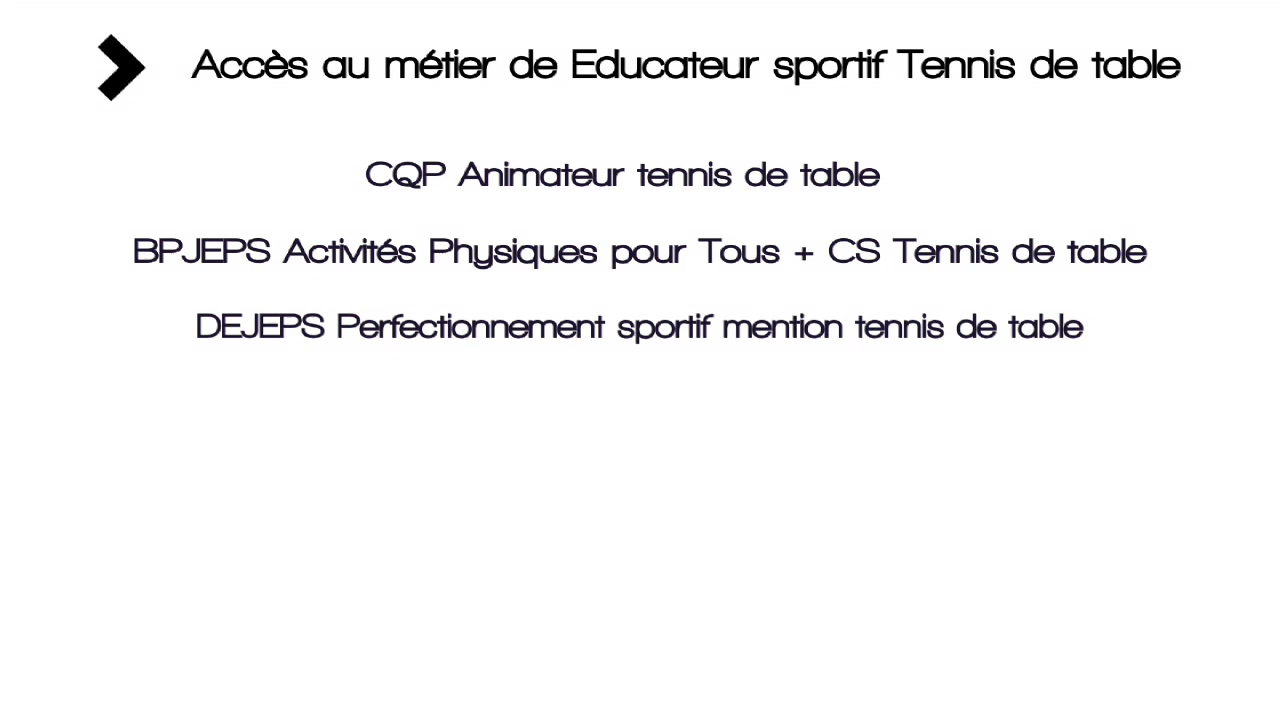 Accès au métier de Educateur sportif Tennis de table
CQP Animateur tennis de table
BPJEPS Activités Physiques pour Tous + CS Tennis de table
DEJEPS Perfectionnement sportif mention tennis de table